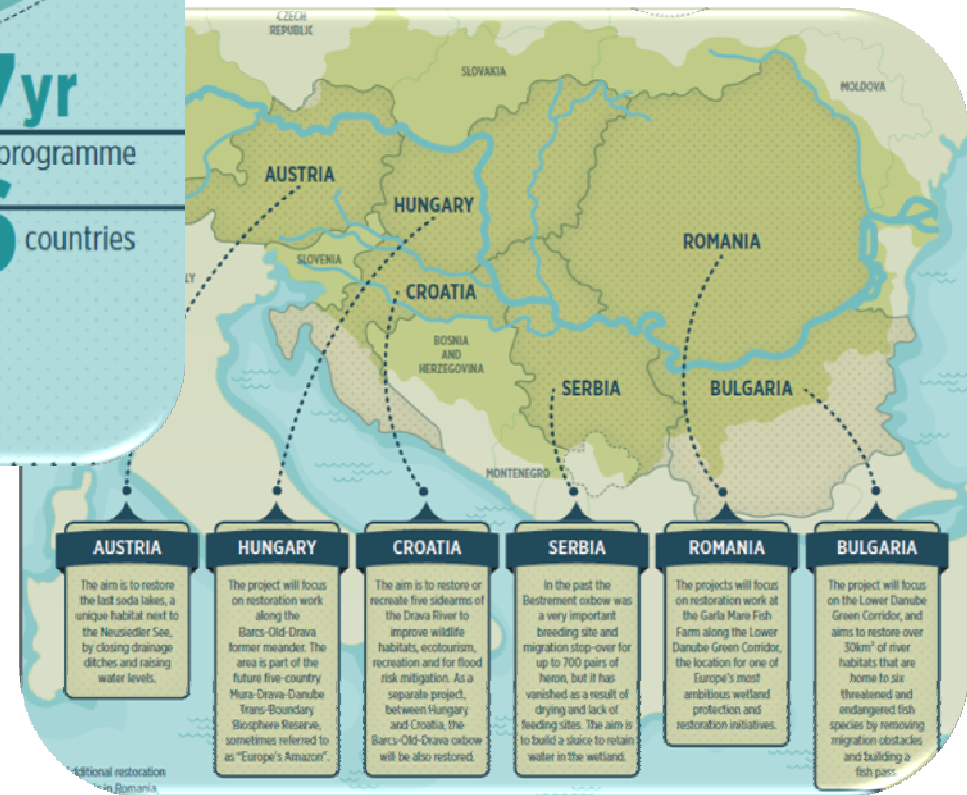 7yr
programme
6
countries
CZECH
REPUBLIC
SLOVAKIA
MOLDOVA
AUSTRIA
HUNGARY
ROMANIA
SLOVENIA
CROATIA
BOSNIA
AND
HERZEGOVINA
SERBIA
BULGARIA
MONTENEGRO
AUSTRIA
The aim is to restore
the last soda lakes, a
unique habitat next to
the Neusiedler See,
by closing drainage
ditches and raising
water levels.
HUNGARY
The project will focus
on restoration work
along the
Barcs-Old-Drava
former meander. The
area is part of the
future five-country
Mura-Drava-Danube
Trans-Boundary
Biosphere Reserve,
sometimes referred to
as “Europe's Amazon”.
CROATIA
The aim is to restore or
recreate five sidearms of
the Drava River to
improve wildlife
habitats, ecotourism,
recreation and for flood
risk mitigation. As a
separate project,
between Hungary
and Croatia, the
Barcs-Old-Drava oxbow
will be also restored.
SERBIA
In the past the
Bestrement oxbow was
a very important
breeding site and
migration stop-over for
up to 700 pairs of
heron, but it has
vanished as a result of
drying and lack of
feeding sites. The aim is
to build a sluice to retain
water in the wetland.
ROMANIA
The projects will focus
on restoration work at
the Garla Mare Fish
Farm along the Lower
Danube Green Corridor,
the location for one of
Europe's most
ambitious wetland
protection and
restoration initiatives.
BULGARIA
The project will focus
on the Lower Danube
Green Corridor, and
aims to restore over
30km² of river
habitats that are
home to six
threatened and
endangered fish
species by removing
migration obstacles
and building a
fish pass.
restoration
in Romania